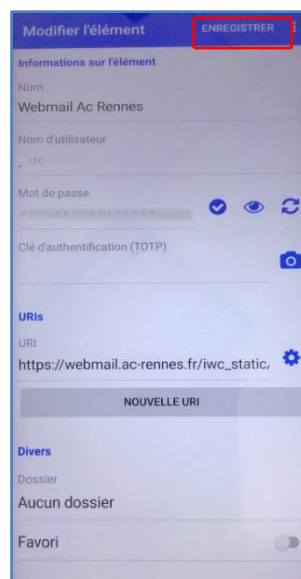 Modifier l'élément
ENREGISTRER
Informations sur l'élément
Nom
Webmail Ac Rennes
Nom d'utilisateur
Mot de passe
Clé d'authentification (TOTP)
URIs
URI
https://webmail.ac-rennes.fr/iwc_static,
NOUVELLE URI
Divers
Dossier
Aucun dossier
Favori